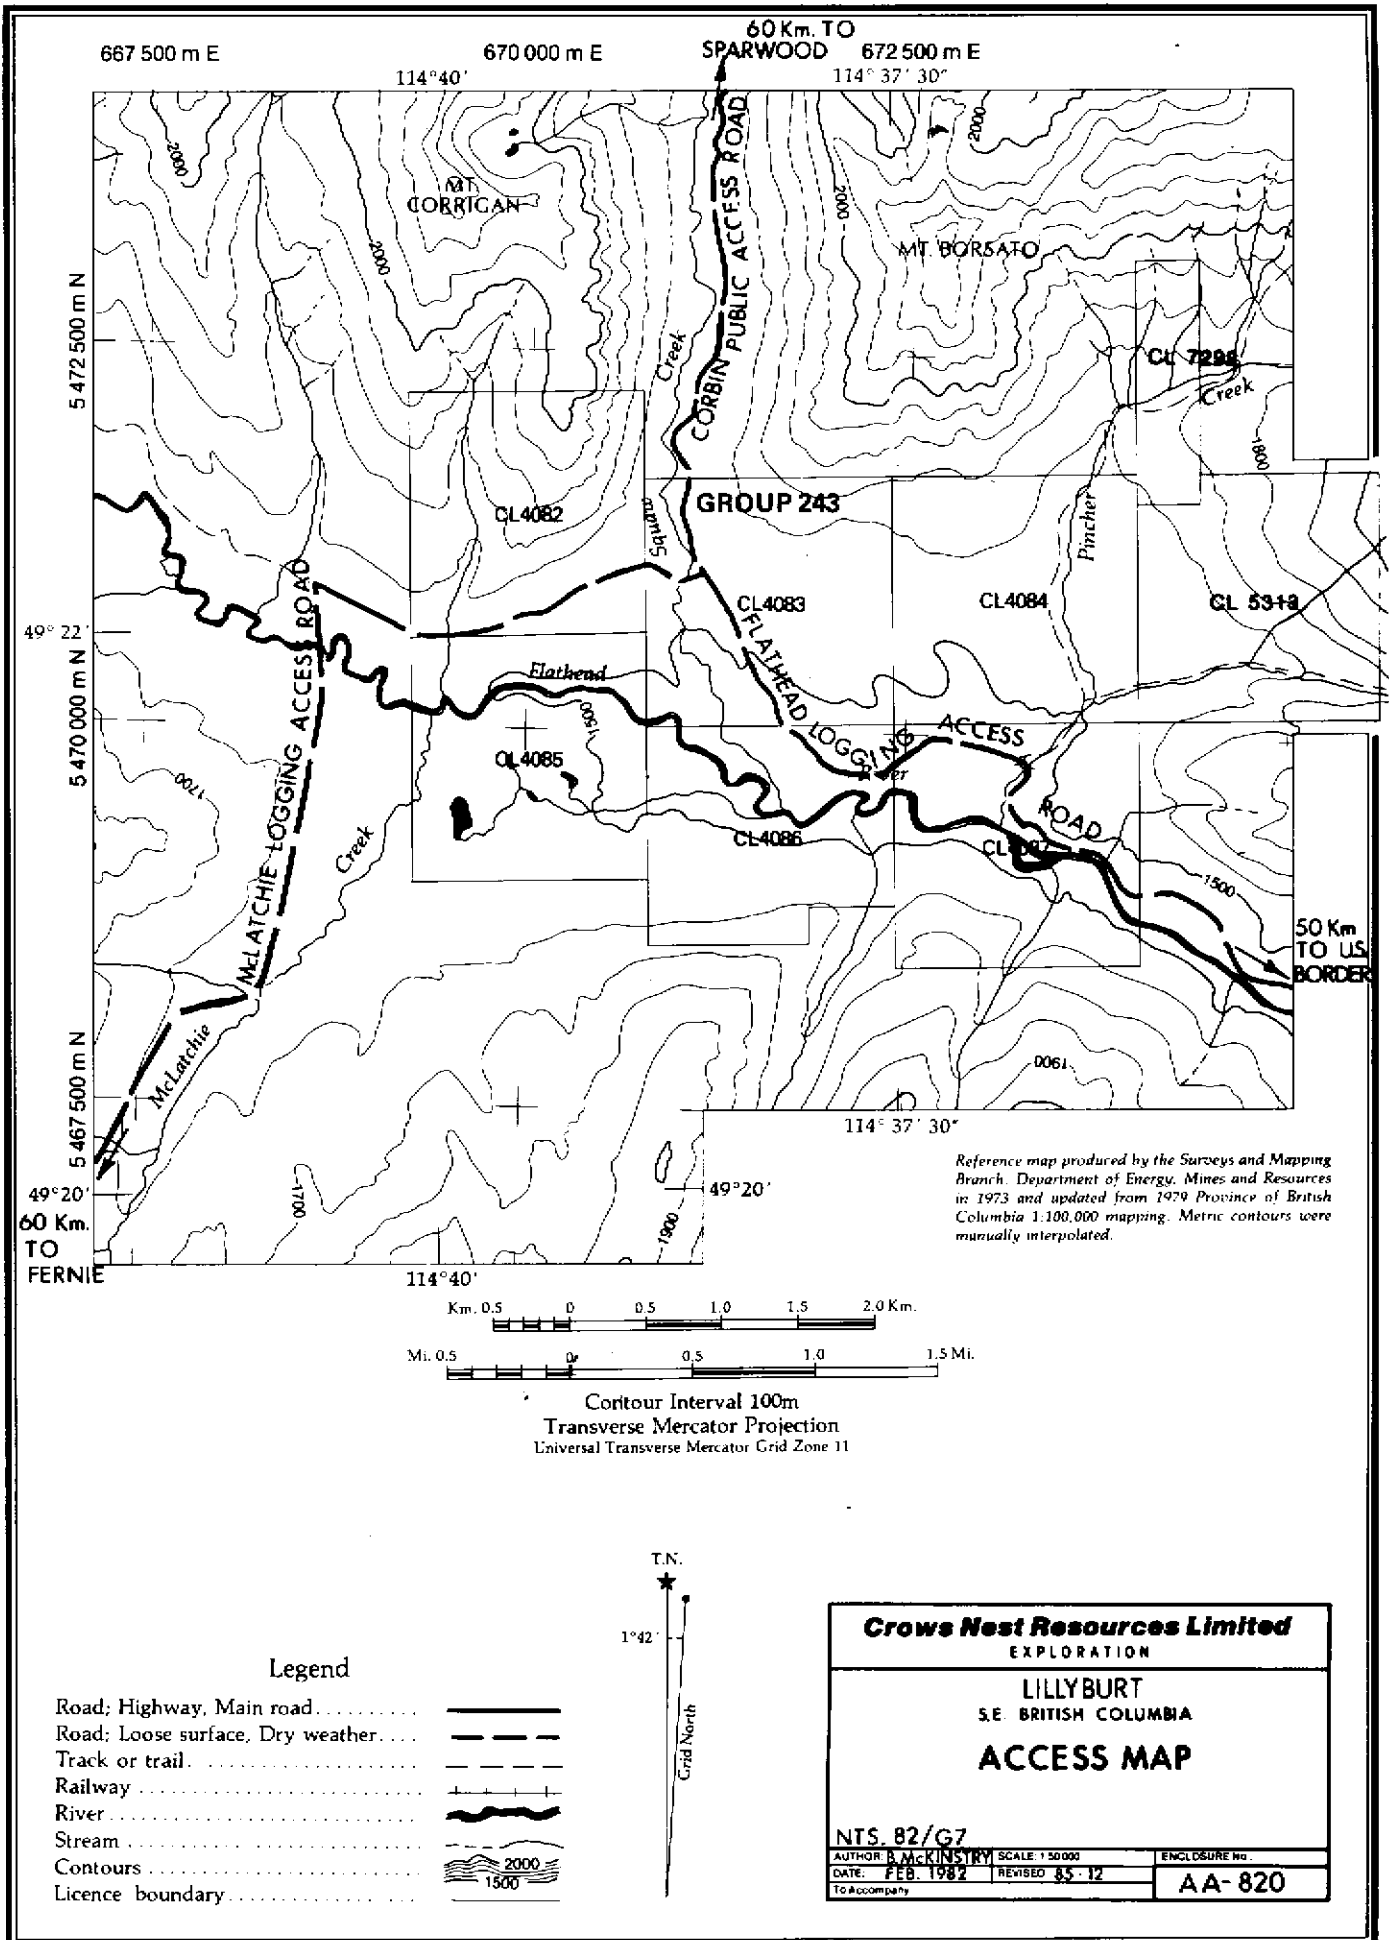 60 Km. TO
667 500 m E 670 000 m E SPARWOOD 672 500 m E
114°40' 114° 37' 30"
2000
2000
2000
2000
MT.
CORRIGAN
MT. BORSATO
CORBIN PUBLIC ACCESS ROAD
Creek
5 472 500 m N
CL 7298
Creek
1800
CL4082
GROUP 243
Squaw
Pincher
CL4083
CL4084
CL 5313
49° 22'
Flathead
FLATHEAD LOGGING ACCESS
ROAD
River
McLATCHIE LOGGING ACCESS ROAD
5 470 000 m N
1500
CL4085
1700
Creek
CL4086
CL4087
1500
50 Km
TO U.S.
BORDER
McLatchie
5 467 500 m N
1900
114° 37' 30"
49°20'
49°20'
1700
1900
60 Km.
TO
FERNIE
114°40'
Reference map produced by the Surveys and Mapping
Branch, Department of Energy, Mines and Resources
in 1973 and updated from 1979 Province of British
Columbia 1:100,000 mapping. Metric contours were
manually interpolated.
Km. 0.5 0 0.5 1.0 1.5 2.0 Km.
Mi. 0.5 0 0.5 1.0 1.5 Mi.
Contour Interval 100m
Transverse Mercator Projection
Universal Transverse Mercator Grid Zone 11
T.N.
1°42'
Grid North
Legend
Road; Highway, Main road
Road; Loose surface, Dry weather
Track or trail
Railway
River
Stream
Contours 2000
1500
Licence boundary
Crows Nest Resources Limited
EXPLORATION
LILLYBURT
S.E. BRITISH COLUMBIA
ACCESS MAP
NTS. 82/G7
AUTHOR: B. McKINSTRY SCALE: 1:50000 ENCLOSURE No.
DATE: FEB. 1982 REVISED 85-12 AA-820
To Accompany